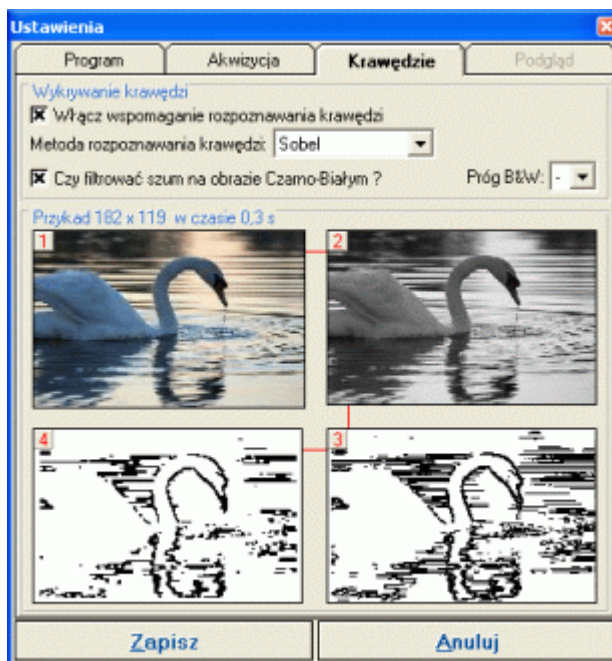 Ustawienia
Program Akwizycja Krawędzie Podgląd
Wykrywanie krawędzi
Włącz wspomaganie rozpoznawania krawędzi
Metoda rozpoznawania krawędzi: Sobel
Czy filtrować szum na obrazie Czarno-Białym ? Próg B&W: -
Przykad 182 x 119 w czasie 0,3 s
1 2
4 3
Zapisz Anuluj